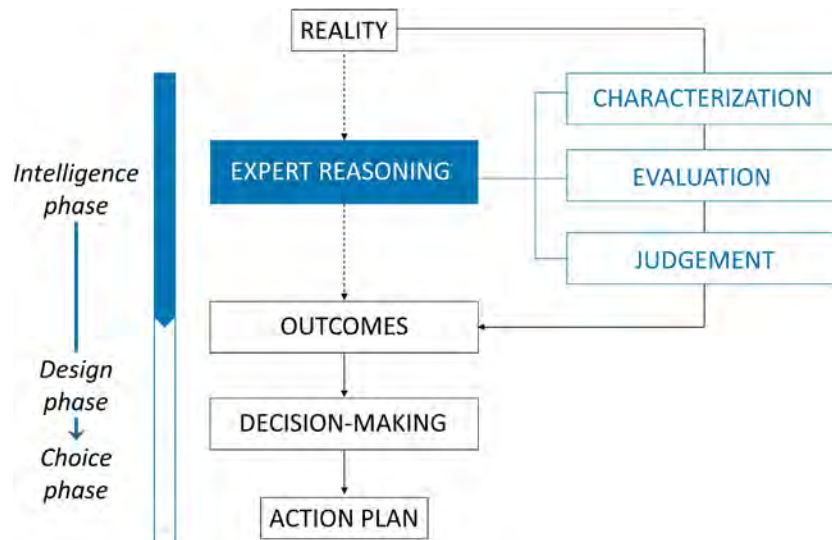 REALITY
CHARACTERIZATION
EXPERT REASONING
EVALUATION
JUDGEMENT
Intelligence
phase
OUTCOMES
Design
phase
DECISION-MAKING
Choice
phase
ACTION PLAN